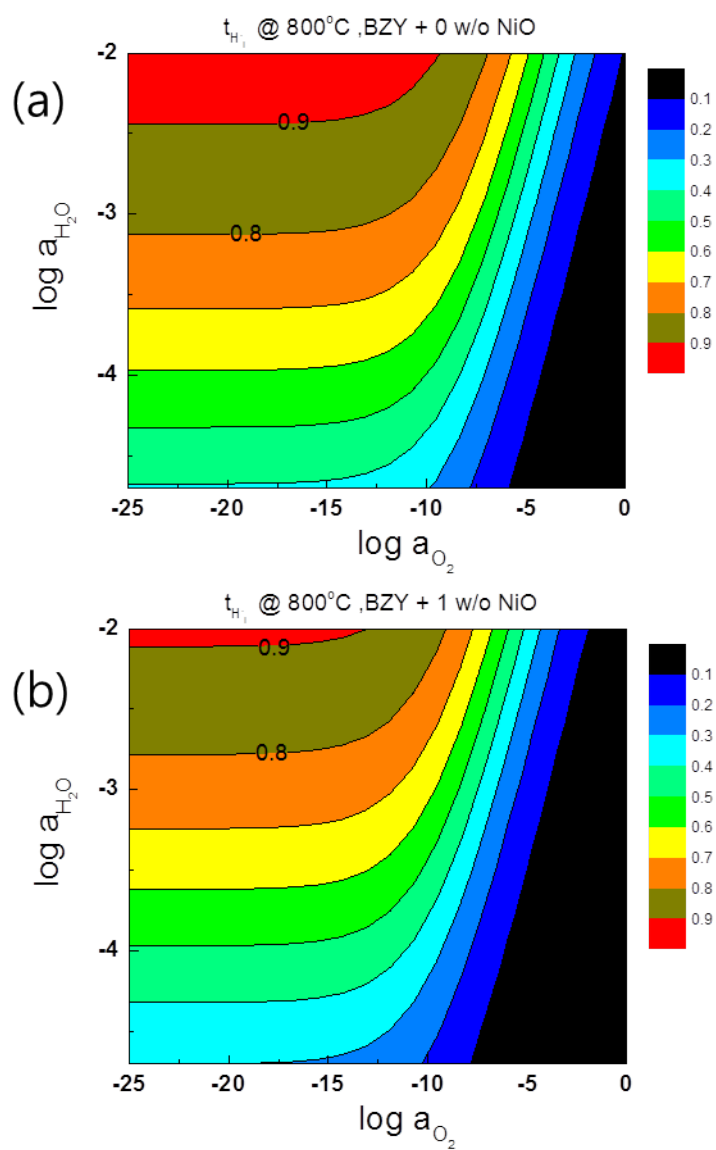 t_H·i @ 800°C ,BZY + 0 w/o NiO
(a)
-2
-3
-4
log a_H₂O
0.9
0.8
-25 -20 -15 -10 -5 0
log a_O₂
0.1
0.2
0.3
0.4
0.5
0.6
0.7
0.8
0.9
t_H·i @ 800°C ,BZY + 1 w/o NiO
(b)
-2
-3
-4
log a_H₂O
0.9
0.8
-25 -20 -15 -10 -5 0
log a_O₂
0.1
0.2
0.3
0.4
0.5
0.6
0.7
0.8
0.9